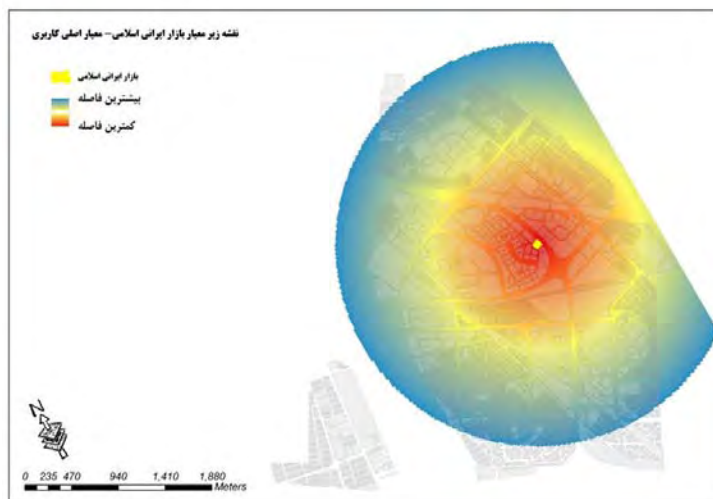 نقشه زیر معیار بازار ایرانی اسلامی– معیار اصلی کاربری
بازار ایرانی اسلامی
بیشترین فاصله
کمترین فاصله
N
0 235 470 940 1,410 1,880
Meters